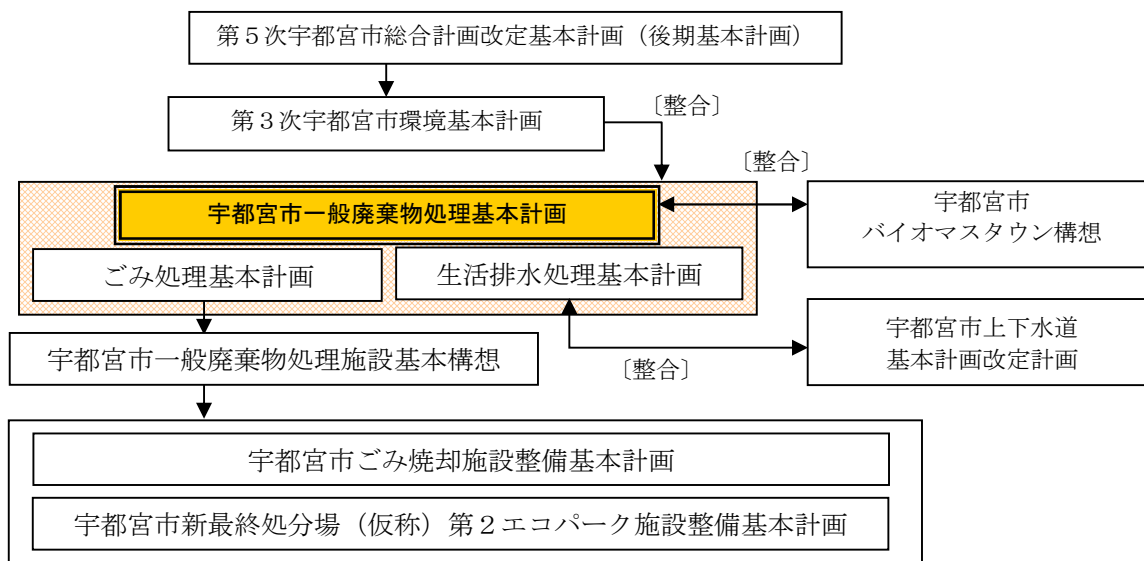 第５次宇都宮市総合計画改定基本計画（後期基本計画）
第３次宇都宮市環境基本計画
〔整合〕
〔整合〕
宇都宮市一般廃棄物処理基本計画
宇都宮市
バイオマスタウン構想
ごみ処理基本計画
生活排水処理基本計画
宇都宮市上下水道
基本計画改定計画
宇都宮市一般廃棄物処理施設基本構想
〔整合〕
宇都宮市ごみ焼却施設整備基本計画
宇都宮市新最終処分場（仮称）第２エコパーク施設整備基本計画